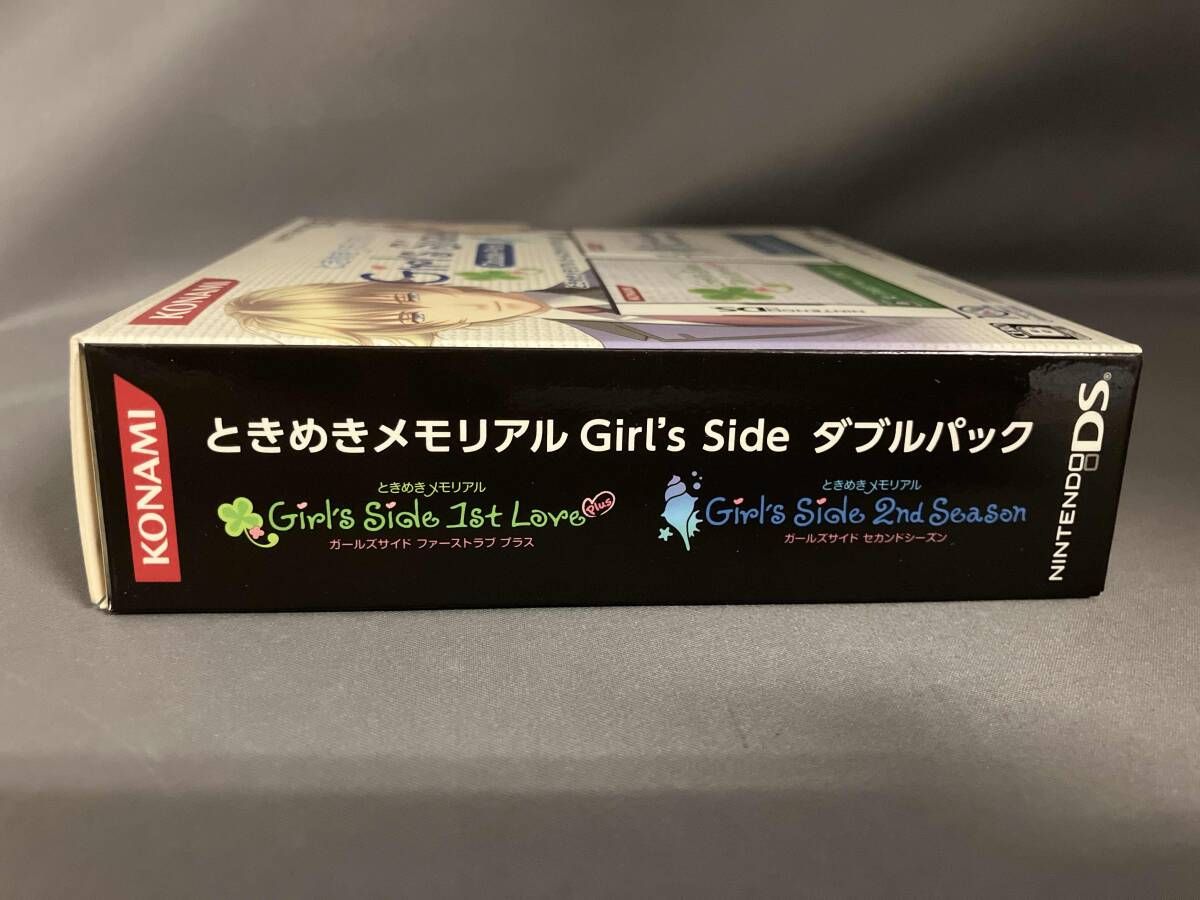 KONAMI
Girl's Side
KONAMI
NINTENDO DS
KONAMI
ときめきメモリアル Girl's Side ダブルパック
ときめきメモリアル
Girl's Side 1st Love Plus
ガールズサイド ファーストラブ プラス
ときめきメモリアル
Girl's Side 2nd Season
ガールズサイド セカンドシーズン
NINTENDO DS®